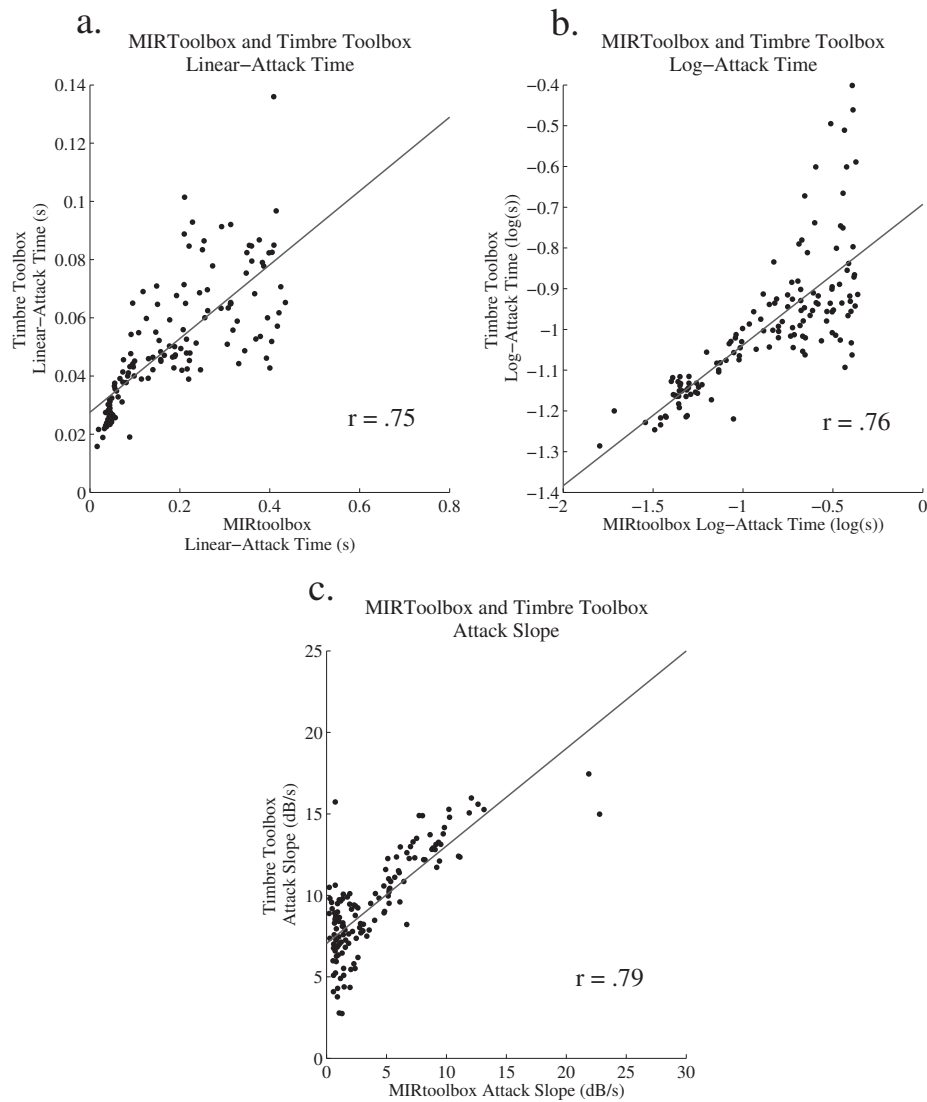 a.
MIRToolbox and Timbre Toolbox
Linear−Attack Time
0.14
0.12
0.1
0.08
0.06
0.04
0.02
0
Timbre Toolbox
Linear−Attack Time (s)
r = .75
0
0.2
0.4
0.6
0.8
MIRtoolbox
Linear−Attack Time (s)
b.
MIRToolbox and Timbre Toolbox
Log−Attack Time
−0.4
−0.5
−0.6
−0.7
−0.8
−0.9
−1
−1.1
−1.2
−1.3
−1.4
Timbre Toolbox
Log−Attack Time (log(s))
r = .76
−2
−1.5
−1
−0.5
0
MIRtoolbox Log−Attack Time (log(s))
c.
MIRToolbox and Timbre Toolbox
Attack Slope
25
20
15
10
5
0
Timbre Toolbox
Attack Slope (dB/s)
r = .79
0
5
10
15
20
25
30
MIRtoolbox Attack Slope (dB/s)